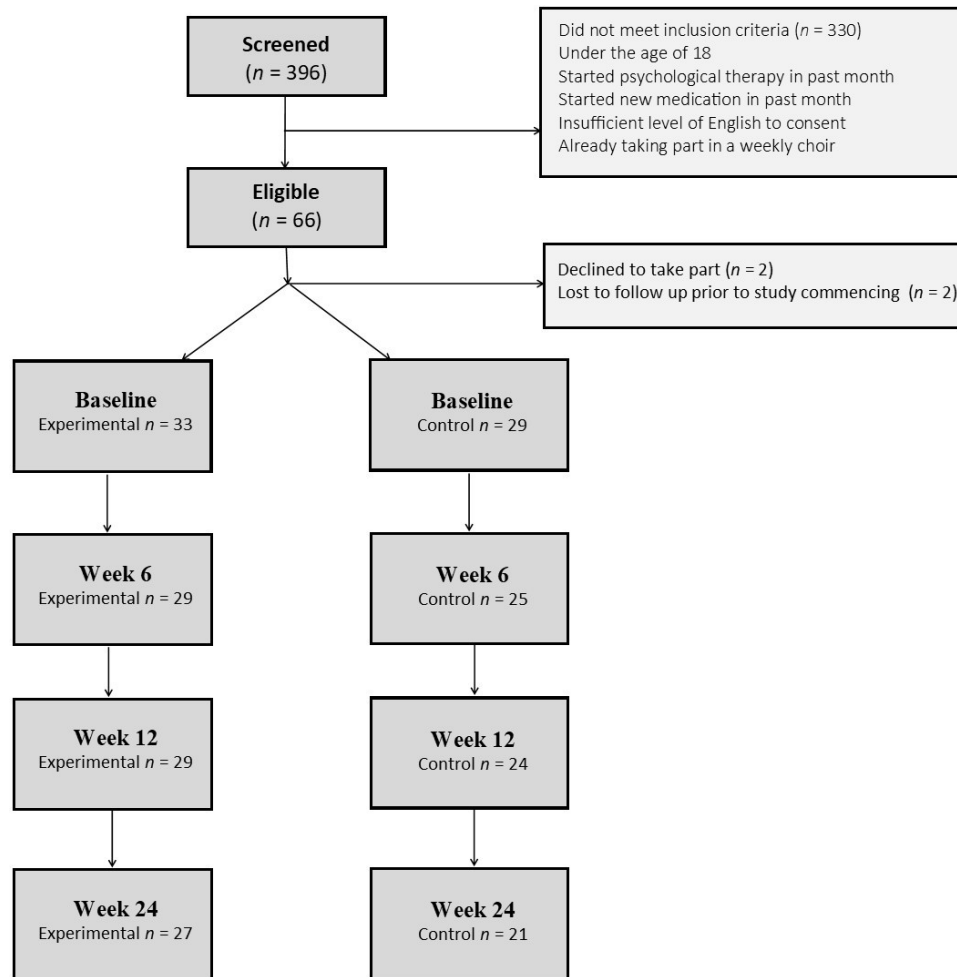 Screened
(n = 396)
Did not meet inclusion criteria (n = 330)
Under the age of 18
Started psychological therapy in past month
Started new medication in past month
Insufficient level of English to consent
Already taking part in a weekly choir
Eligible
(n = 66)
Declined to take part (n = 2)
Lost to follow up prior to study commencing (n = 2)
Baseline
Experimental n = 33
Baseline
Control n = 29
Week 6
Experimental n = 29
Week 6
Control n = 25
Week 12
Experimental n = 29
Week 12
Control n = 24
Week 24
Experimental n = 27
Week 24
Control n = 21